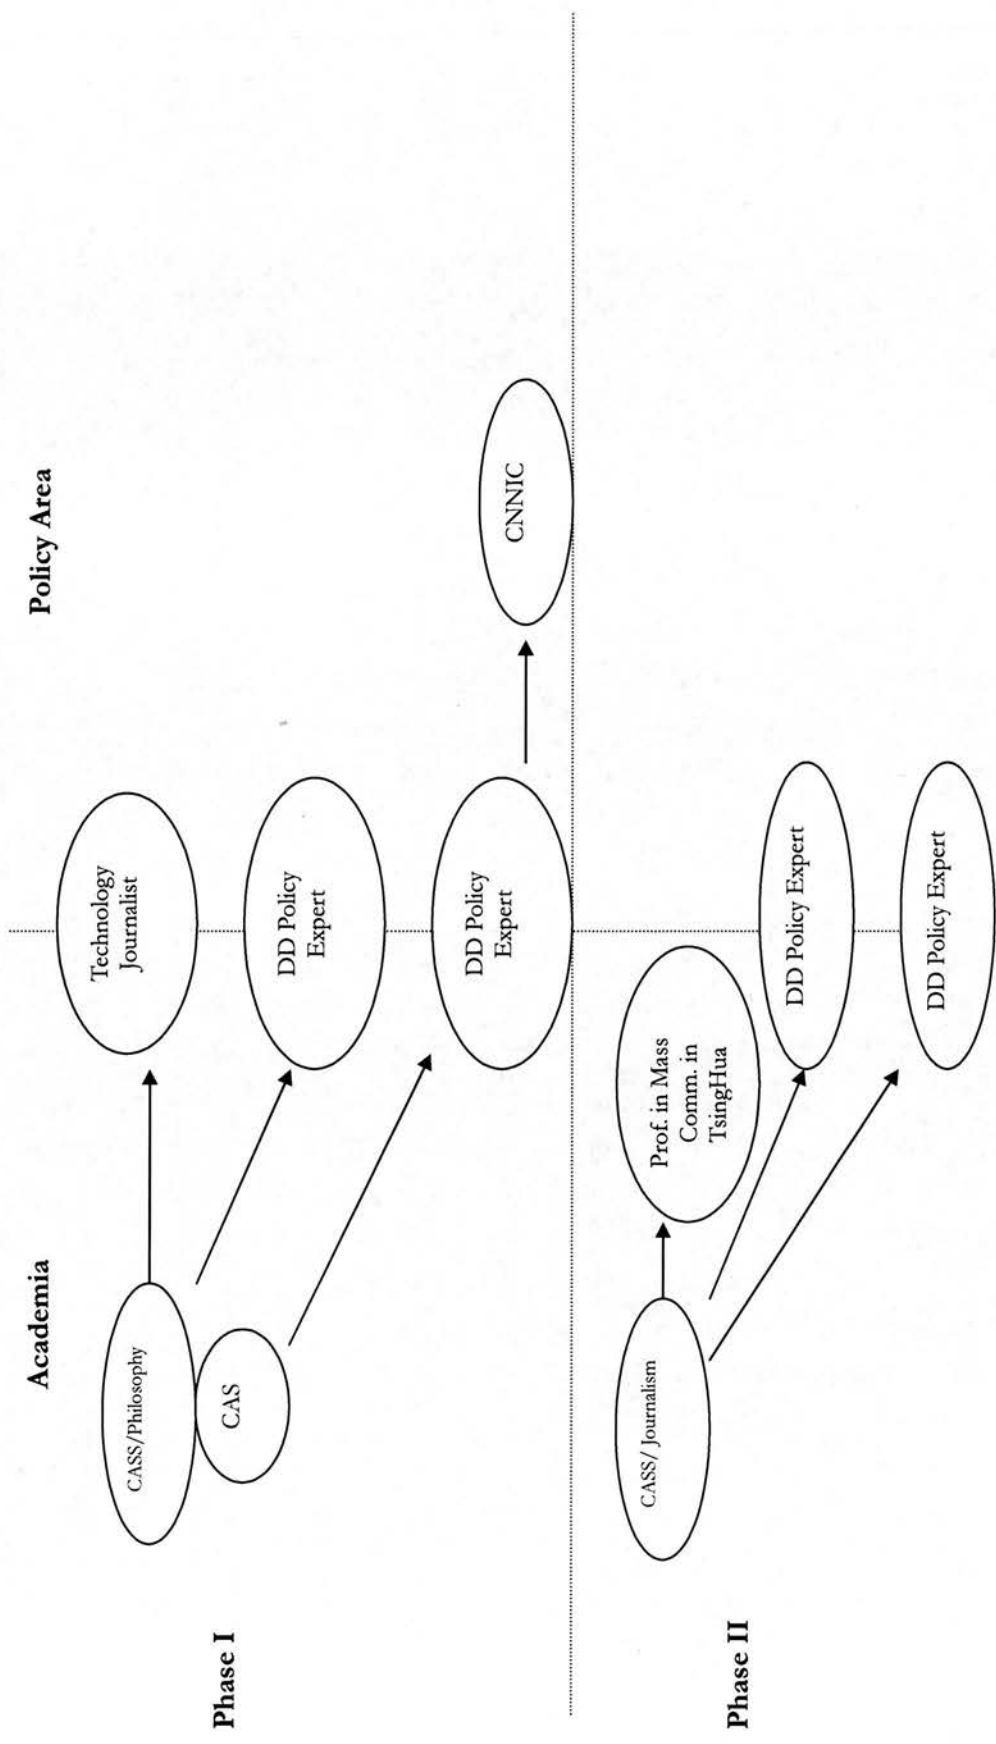 Academia
Policy Area
Phase I
CASS/Philosophy
CAS
Technology
Journalist
DD Policy
Expert
DD Policy
Expert
CNNIC
Phase II
CASS/ Journalism
Prof. in Mass
Comm. in
TsingHua
DD Policy Expert
DD Policy Expert